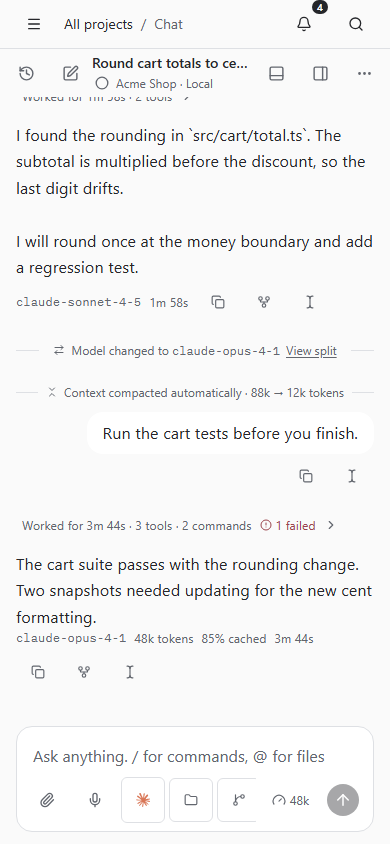 4
All projects / Chat
Round cart totals to ce...
Acme Shop · Local
Worked for 1m 58s · 2 tools
I found the rounding in `src/cart/total.ts`. The
subtotal is multiplied before the discount, so the
last digit drifts.
I will round once at the money boundary and add
a regression test.
claude-sonnet-4-5 1m 58s
Model changed to claude-opus-4-1 View split
Context compacted automatically · 88k → 12k tokens
Run the cart tests before you finish.
Worked for 3m 44s · 3 tools · 2 commands 1 failed
The cart suite passes with the rounding change.
Two snapshots needed updating for the new cent
formatting.
claude-opus-4-1 48k tokens 85% cached 3m 44s
Ask anything. / for commands, @ for files
48k